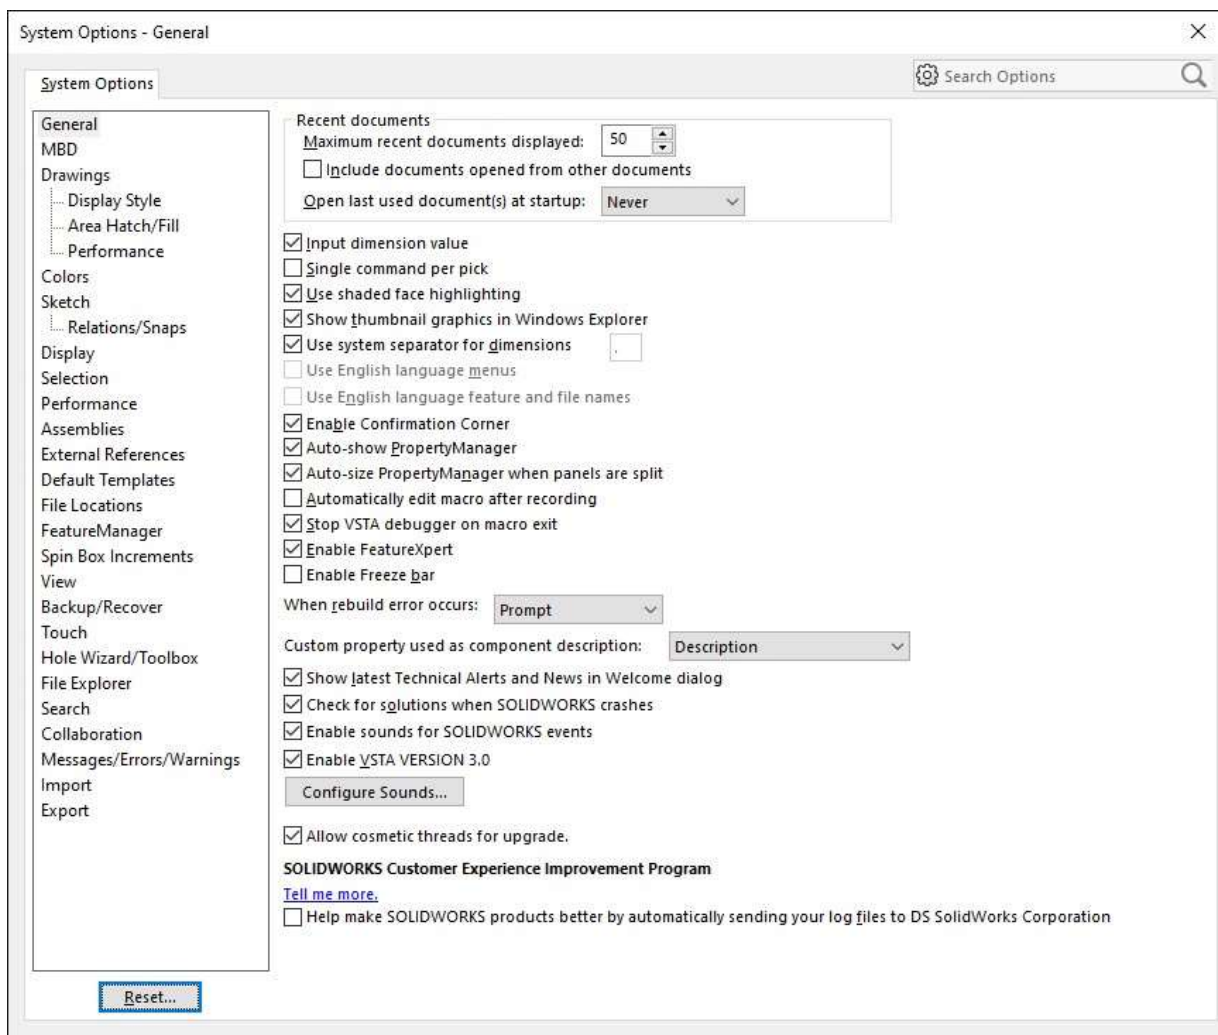 System Options - General
System Options
Search Options
General
MBD
Drawings
Display Style
Area Hatch/Fill
Performance
Colors
Sketch
Relations/Snaps
Display
Selection
Performance
Assemblies
External References
Default Templates
File Locations
FeatureManager
Spin Box Increments
View
Backup/Recover
Touch
Hole Wizard/Toolbox
File Explorer
Search
Collaboration
Messages/Errors/Warnings
Import
Export
Reset...
Recent documents
Maximum recent documents displayed: 50
Include documents opened from other documents
Open last used document(s) at startup: Never
Input dimension value
Single command per pick
Use shaded face highlighting
Show thumbnail graphics in Windows Explorer
Use system separator for dimensions .
Use English language menus
Use English language feature and file names
Enable Confirmation Corner
Auto-show PropertyManager
Auto-size PropertyManager when panels are split
Automatically edit macro after recording
Stop VSTA debugger on macro exit
Enable FeatureXpert
Enable Freeze bar
When rebuild error occurs: Prompt
Custom property used as component description: Description
Show latest Technical Alerts and News in Welcome dialog
Check for solutions when SOLIDWORKS crashes
Enable sounds for SOLIDWORKS events
Enable VSTA VERSION 3.0
Configure Sounds...
Allow cosmetic threads for upgrade.
SOLIDWORKS Customer Experience Improvement Program
Tell me more.
Help make SOLIDWORKS products better by automatically sending your log files to DS SolidWorks Corporation